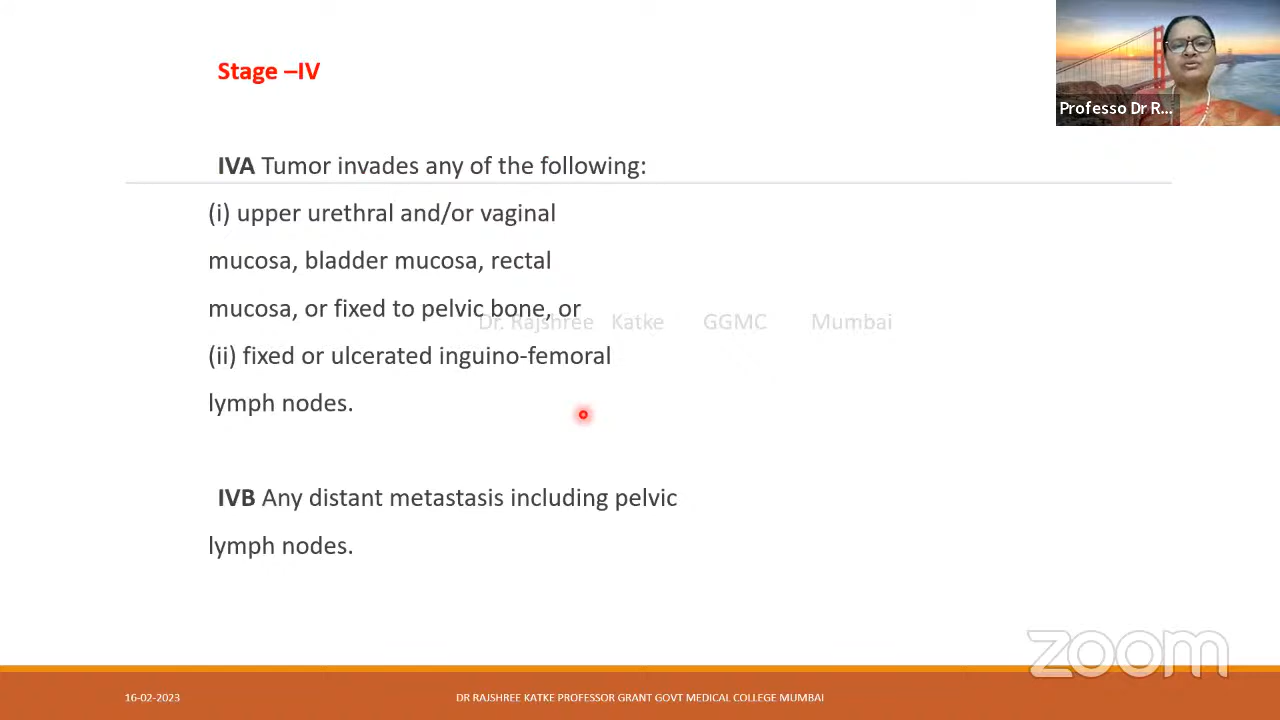 Stage –IV
Professo Dr R...
IVA Tumor invades any of the following:
(i) upper urethral and/or vaginal
mucosa, bladder mucosa, rectal
mucosa, or fixed to pelvic bone, or
Dr. Rajshree Katke GGMC Mumbai
(ii) fixed or ulcerated inguino-femoral
lymph nodes.
IVB Any distant metastasis including pelvic
lymph nodes.
zoom
16-02-2023 DR RAJSHREE KATKE PROFESSOR GRANT GOVT MEDICAL COLLEGE MUMBAI